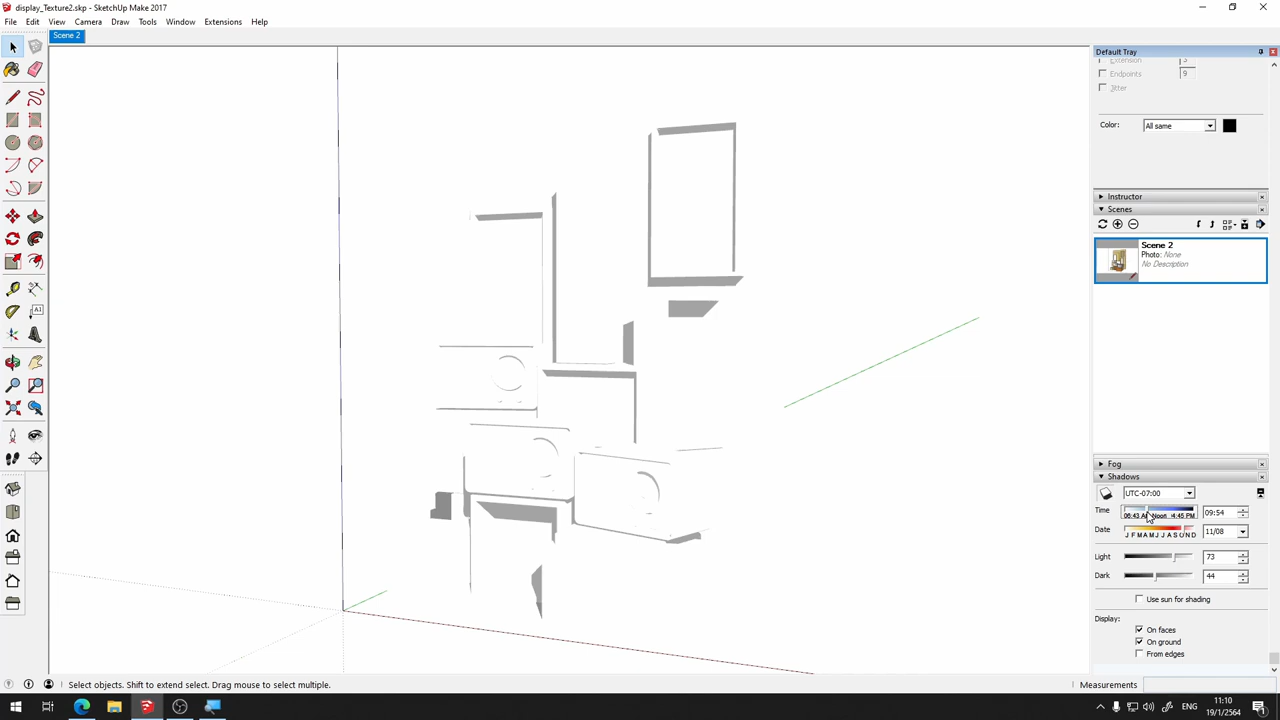 display_Texture2.skp - SketchUp Make 2017
File Edit View Camera Draw Tools Window Extensions Help
Scene 2
Default Tray
Extension
Endpoints 9
Jitter
Color: All same
Instructor
Scenes
Scene 2
Photo: None
No Description
Fog
Shadows
UTC-07:00
Time 09:54
Noon
Date J F M A M J J A S O N D 11/08
Light 73
Dark 44
Use sun for shading
Display:
On faces
On ground
From edges
Select objects. Shift to extend select. Drag mouse to select multiple.
Measurements
ENG
11:10
19/1/2564